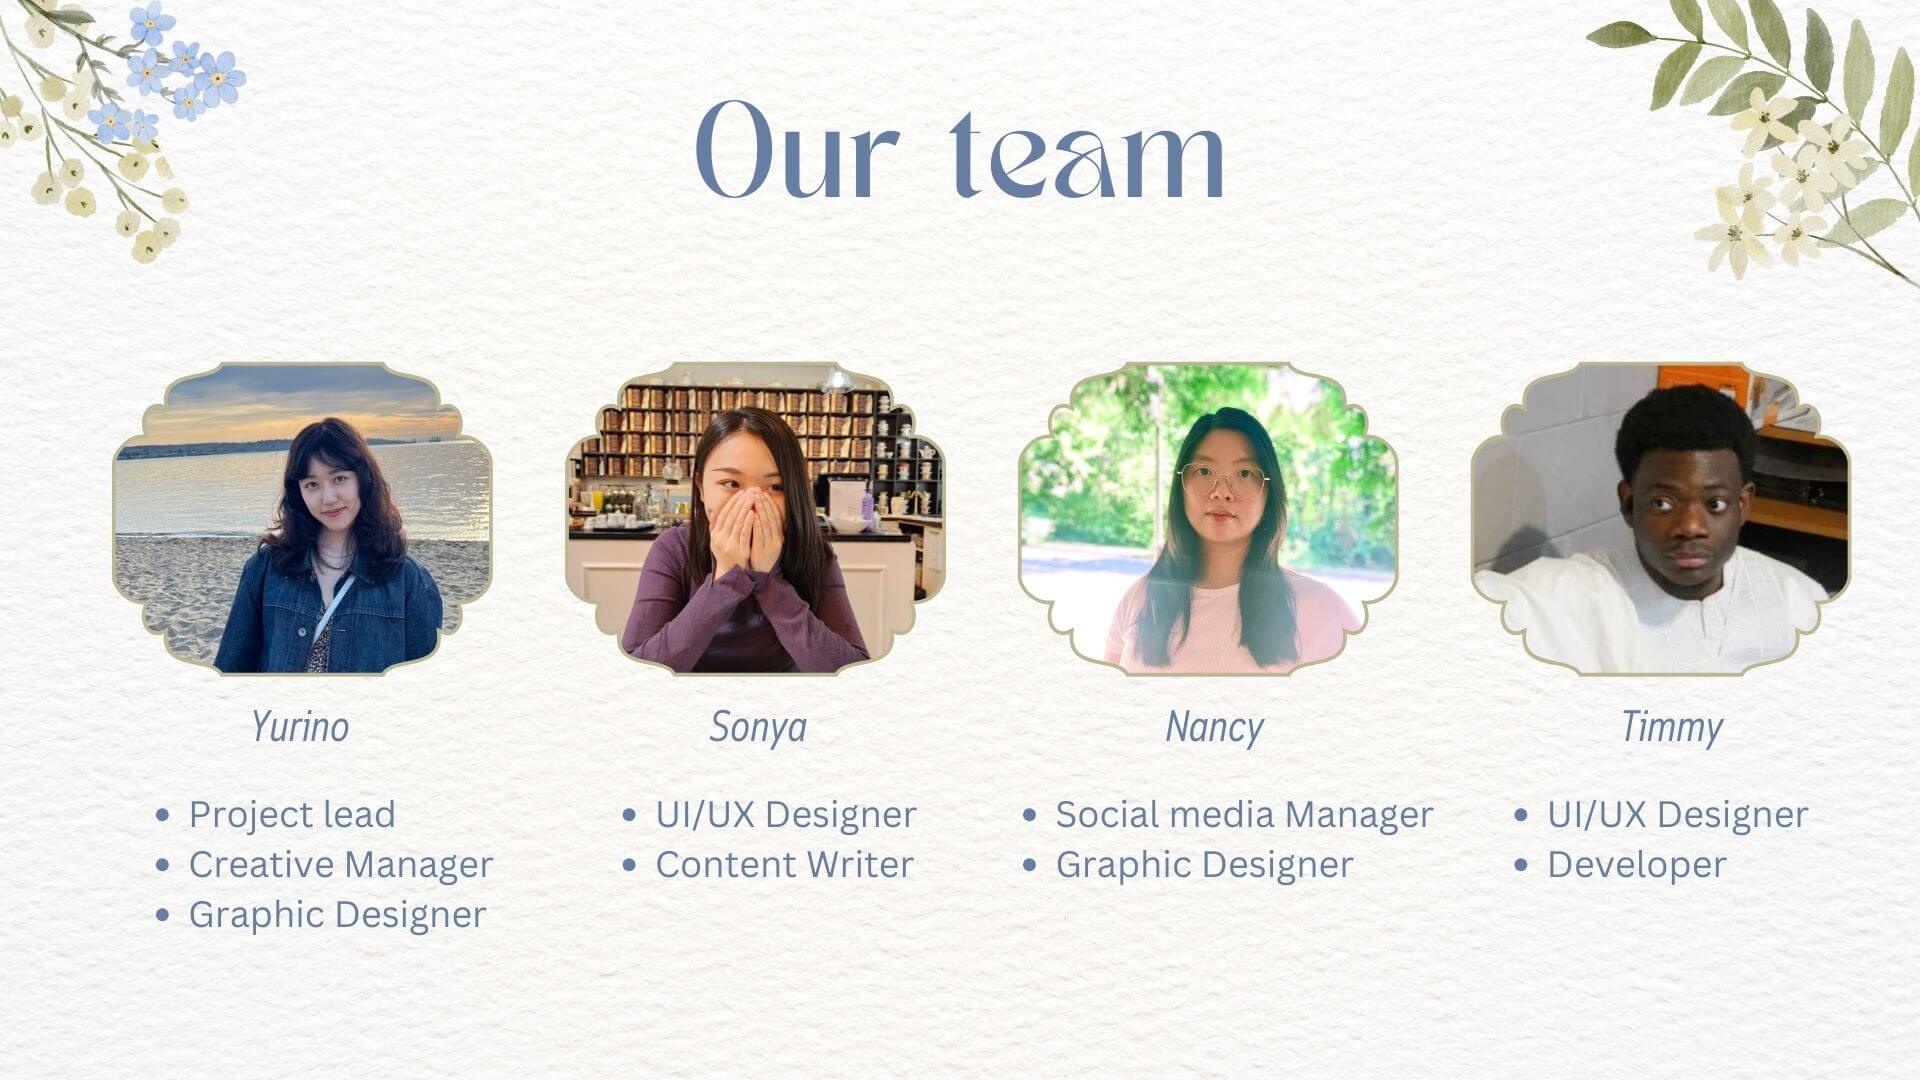 Our team
Yurino
Project lead
Creative Manager
Graphic Designer
Sonya
UI/UX Designer
Content Writer
Nancy
Social media Manager
Graphic Designer
Timmy
UI/UX Designer
Developer